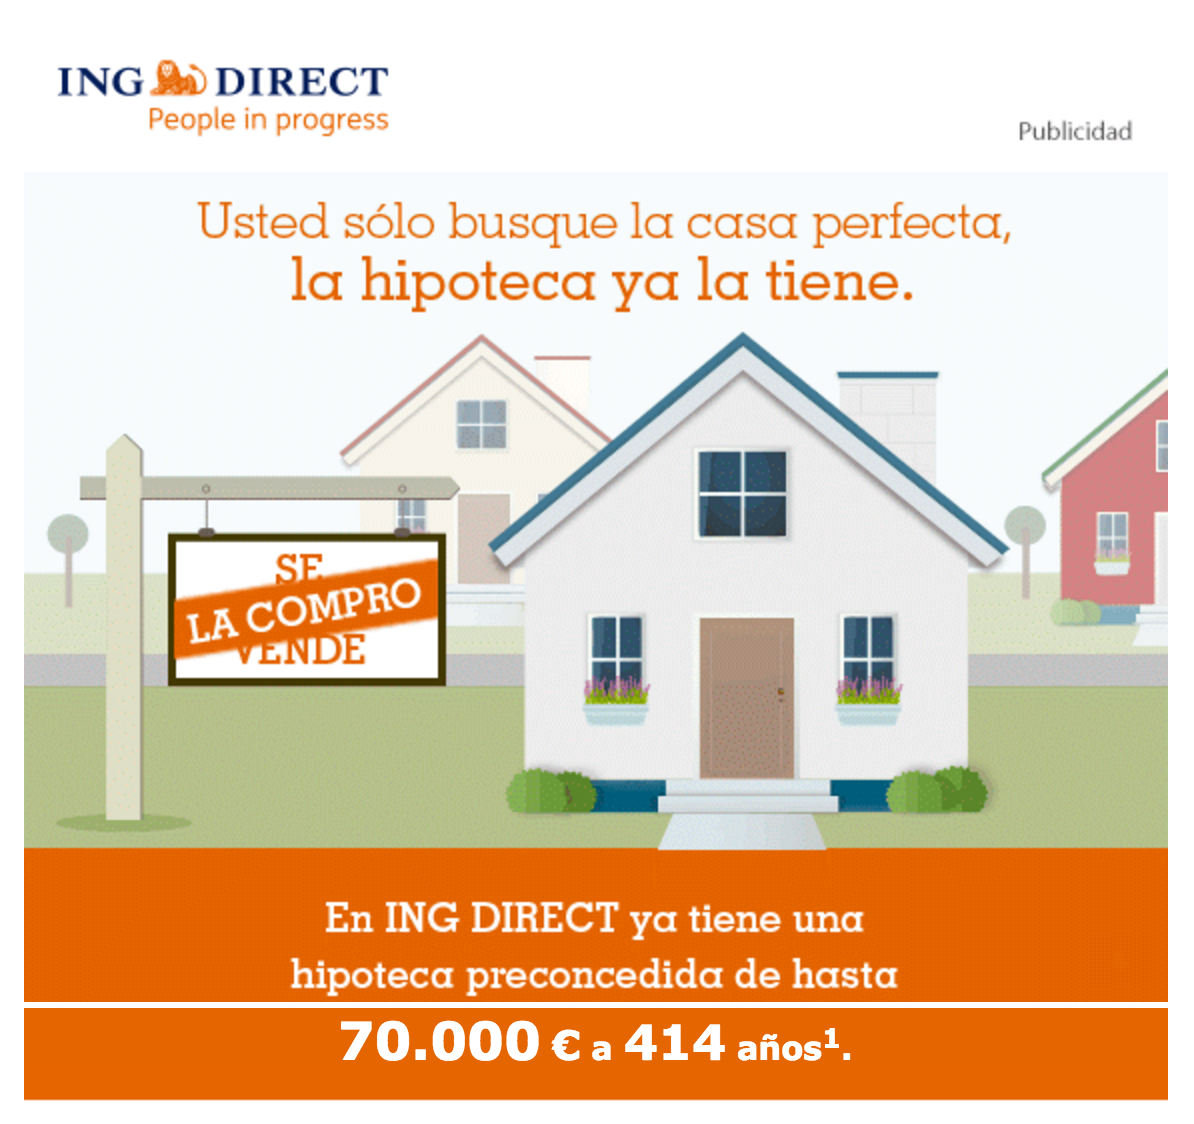 ING DIRECT
People in progress
Publicidad
Usted sólo busque la casa perfecta,
la hipoteca ya la tiene.
SE
LA COMPRO
VENDE
En ING DIRECT ya tiene una
hipoteca preconcedida de hasta
70.000 € a 414 años¹.